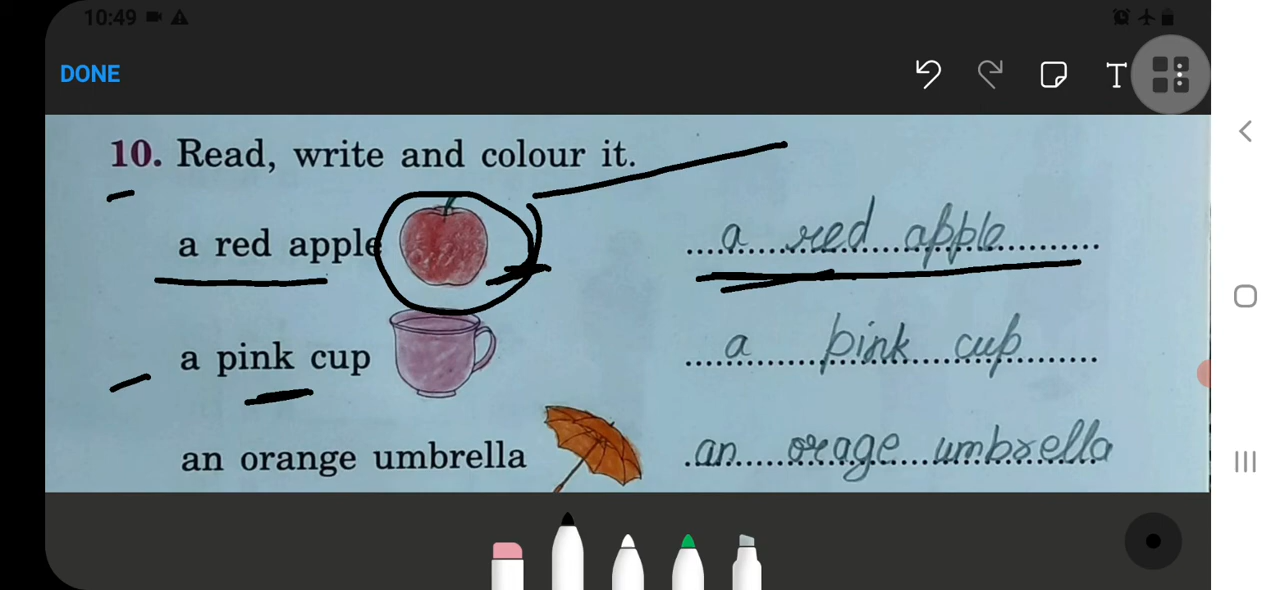 10:49
DONE
T
10. Read, write and colour it.
a red apple a red apple
a pink cup a pink cup
an orange umbrella an orage umbrella